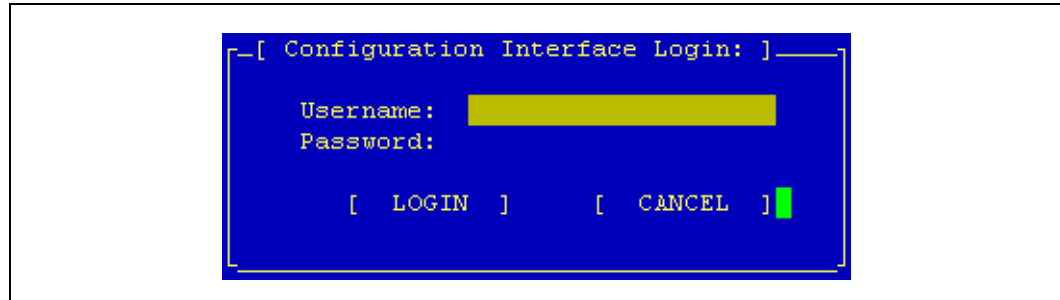 [ Configuration Interface Login: ]
Username:
Password:
[ LOGIN ] [ CANCEL ]